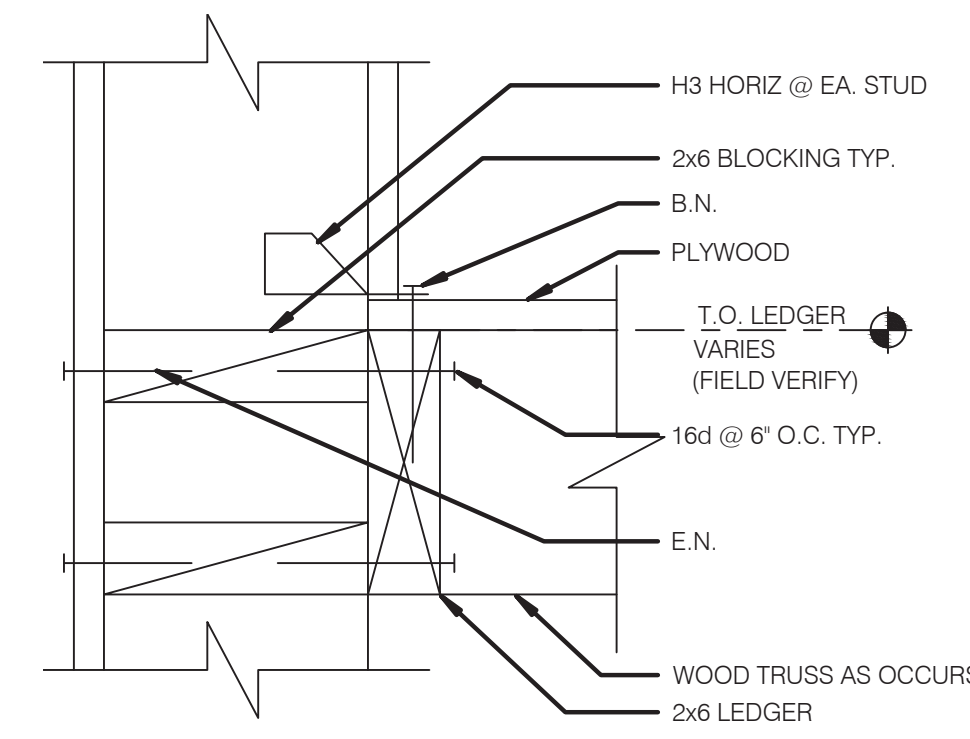 H3 HORIZ @ EA. STUD
2x6 BLOCKING TYP.
B.N.
PLYWOOD
T.O. LEDGER
VARIES
(FIELD VERIFY)
16d @ 6" O.C. TYP.
E.N.
WOOD TRUSS AS OCCURS
2x6 LEDGER